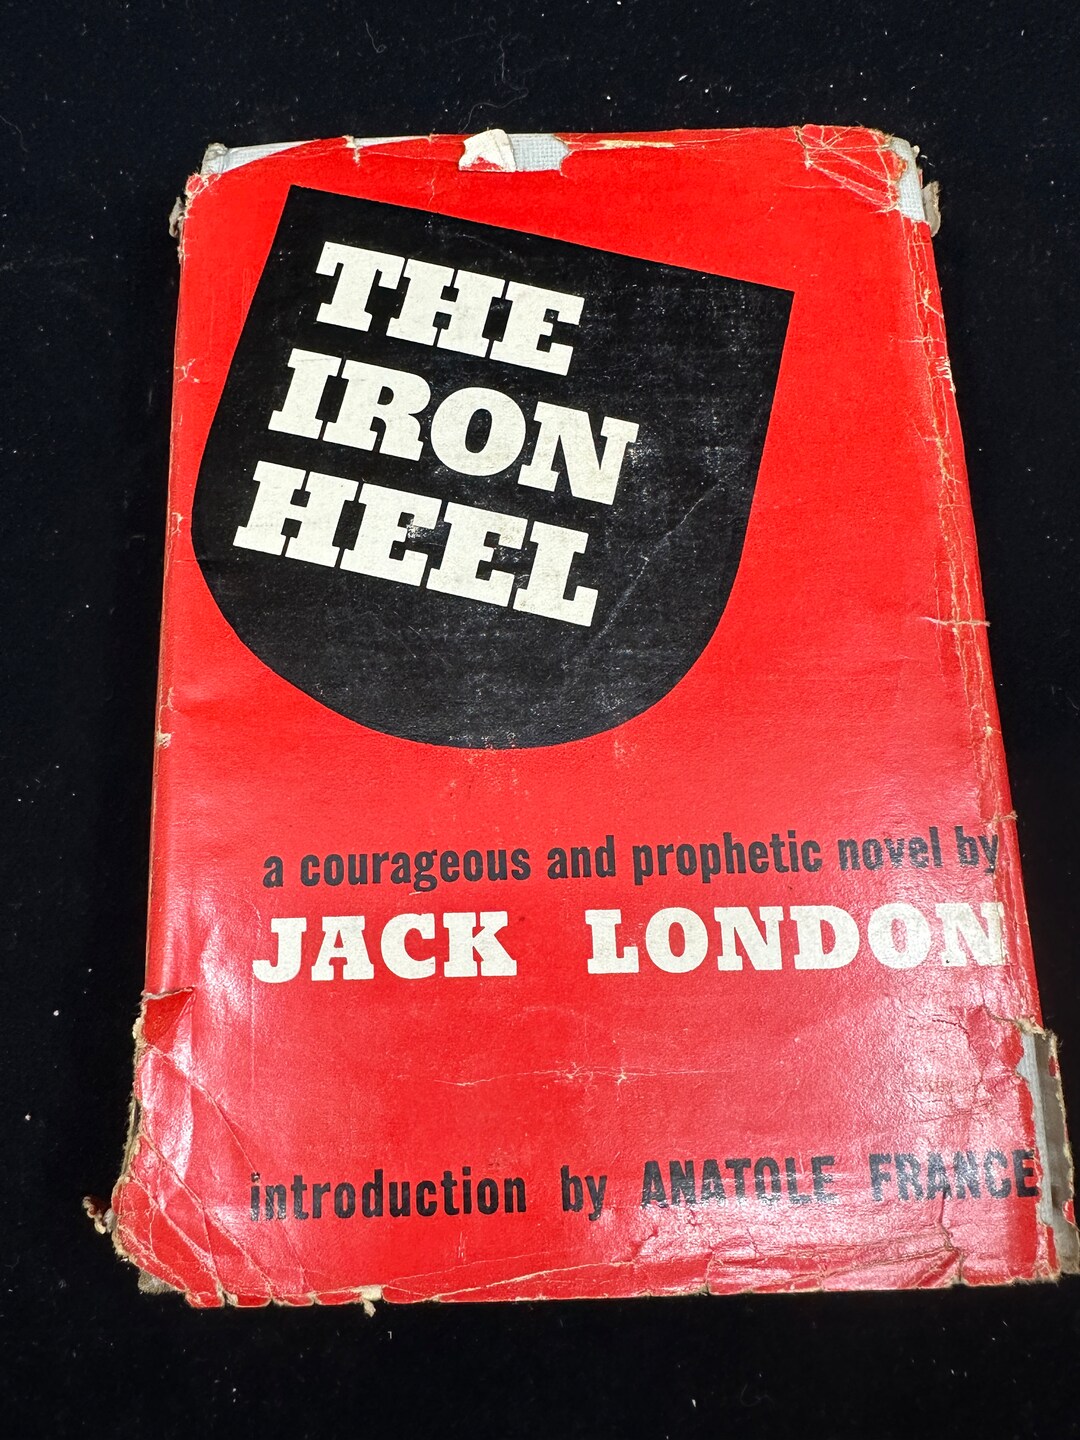 THE
IRON
HEEL
a courageous and prophetic novel by
JACK LONDON
introduction by ANATOLE FRANCE